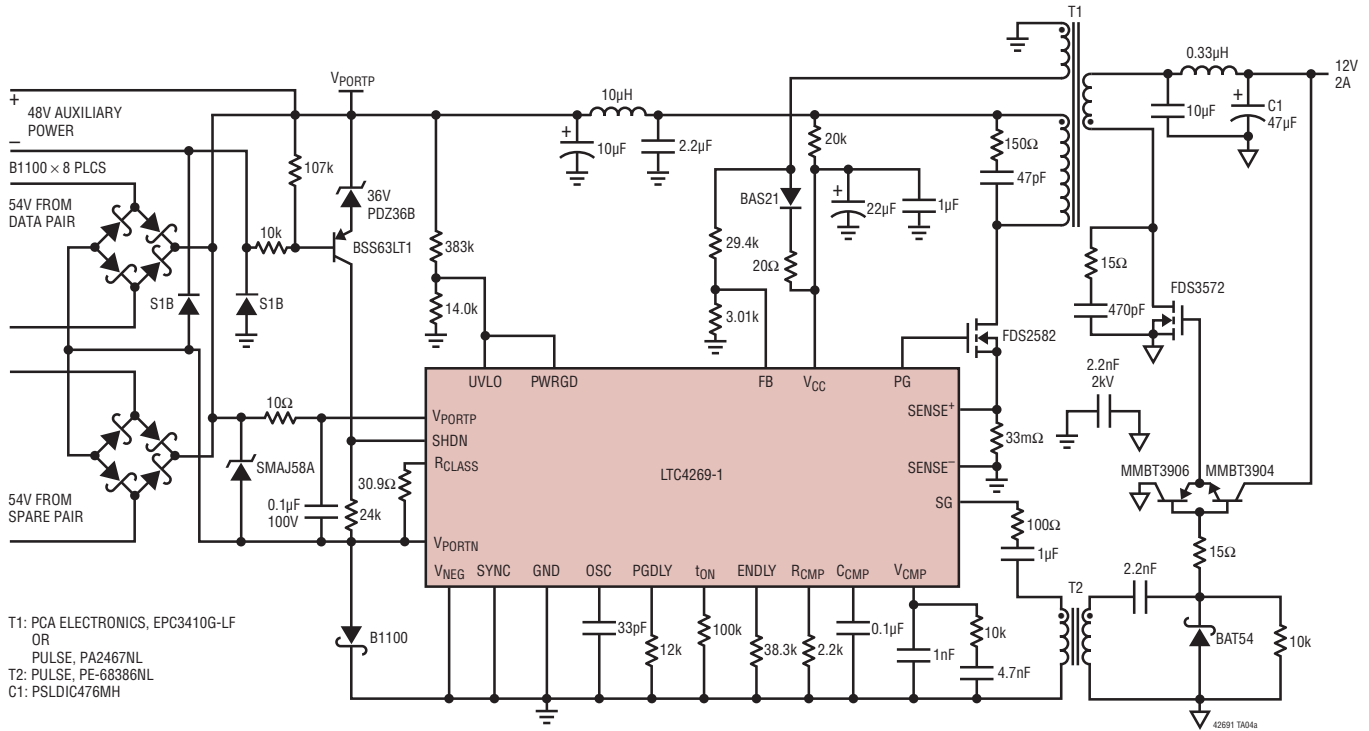 T1
0.33µH
12V
2A
V_PORTP
+
48V AUXILIARY
POWER
–
10µH
+
10µF
2.2µF
20k
150Ω
47pF
10µF
+
C1
47µF
B1100 × 8 PLCS
107k
36V
PDZ36B
54V FROM
DATA PAIR
10k
BSS63LT1
383k
BAS21
+
22µF
1µF
29.4k
20Ω
15Ω
FDS3572
S1B
S1B
14.0k
3.01k
470pF
FDS2582
2.2nF
2kV
UVLO
PWRGD
FB
V_CC
PG
10Ω
V_PORTP
SENSE+
SHDN
33mΩ
SMAJ58A
R_CLASS
LTC4269-1
SENSE–
MMBT3906
MMBT3904
30.9Ω
54V FROM
SPARE PAIR
0.1µF
100V
24k
SG
100Ω
V_PORTN
1µF
15Ω
V_NEG
SYNC
GND
OSC
PGDLY
t_ON
ENDLY
R_CMP
C_CMP
V_CMP
T2
2.2nF
B1100
33pF
12k
100k
38.3k
2.2k
0.1µF
1nF
10k
4.7nF
BAT54
10k
T1: PCA ELECTRONICS, EPC3410G-LF
OR
PULSE, PA2467NL
T2: PULSE, PE-68386NL
C1: PSLDIC476MH
42691 TA04a